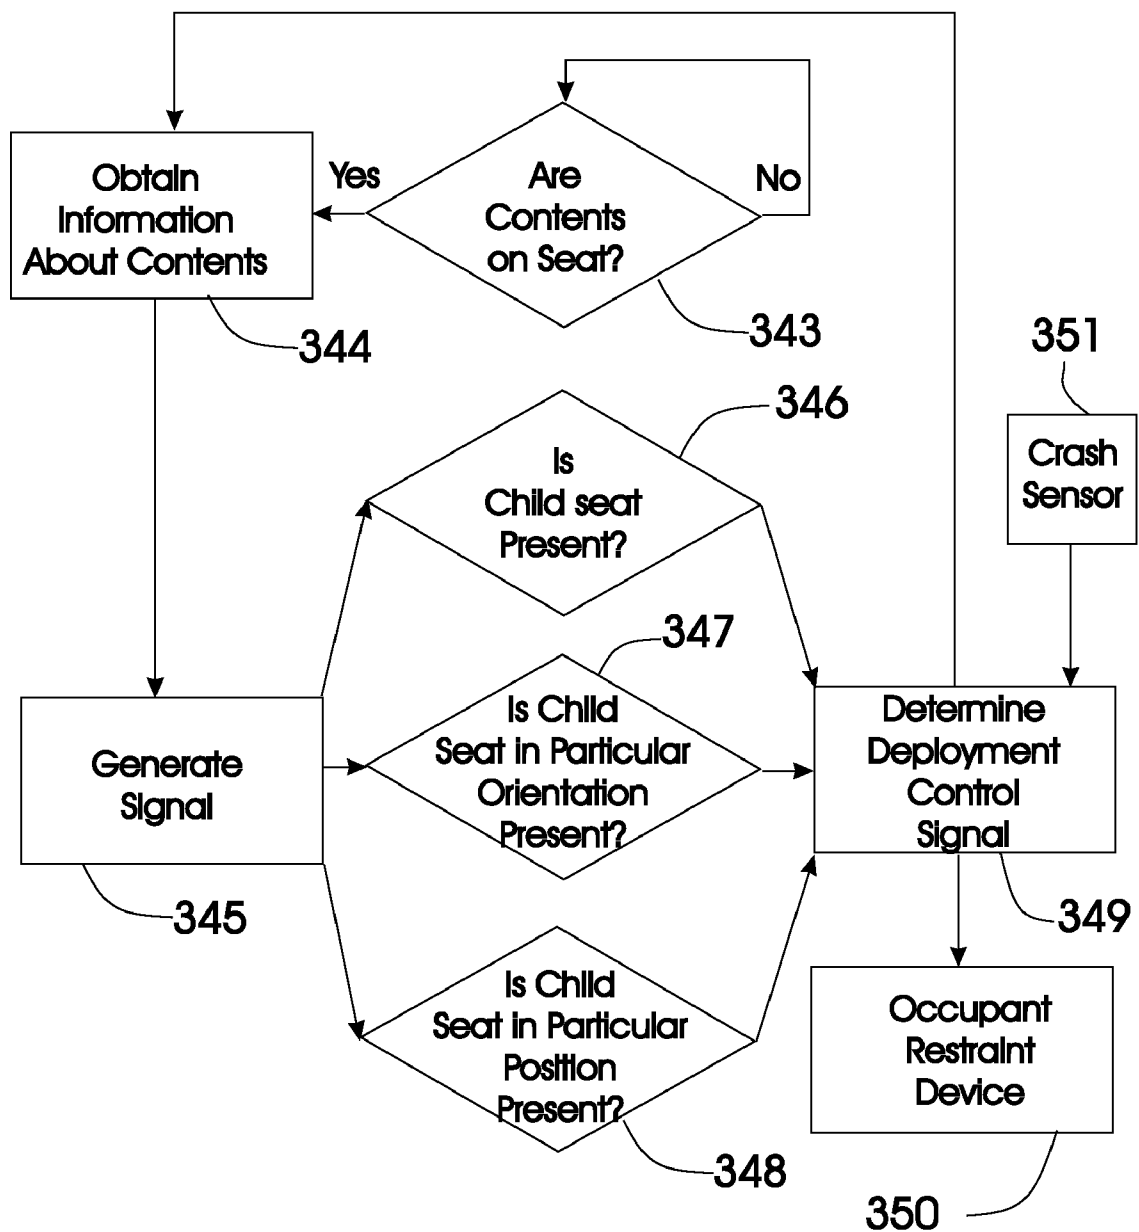 Obtain
Information
About Contents
Yes
Are
Contents
on Seat?
No
344
343
351
346
Is
Child seat
Present?
Crash
Sensor
347
Is Child
Seat in Particular
Orientation
Present?
Generate
Signal
Determine
Deployment
Control
Signal
345
349
Is Child
Seat in Particular
Position
Present?
Occupant
Restraint
Device
348
350